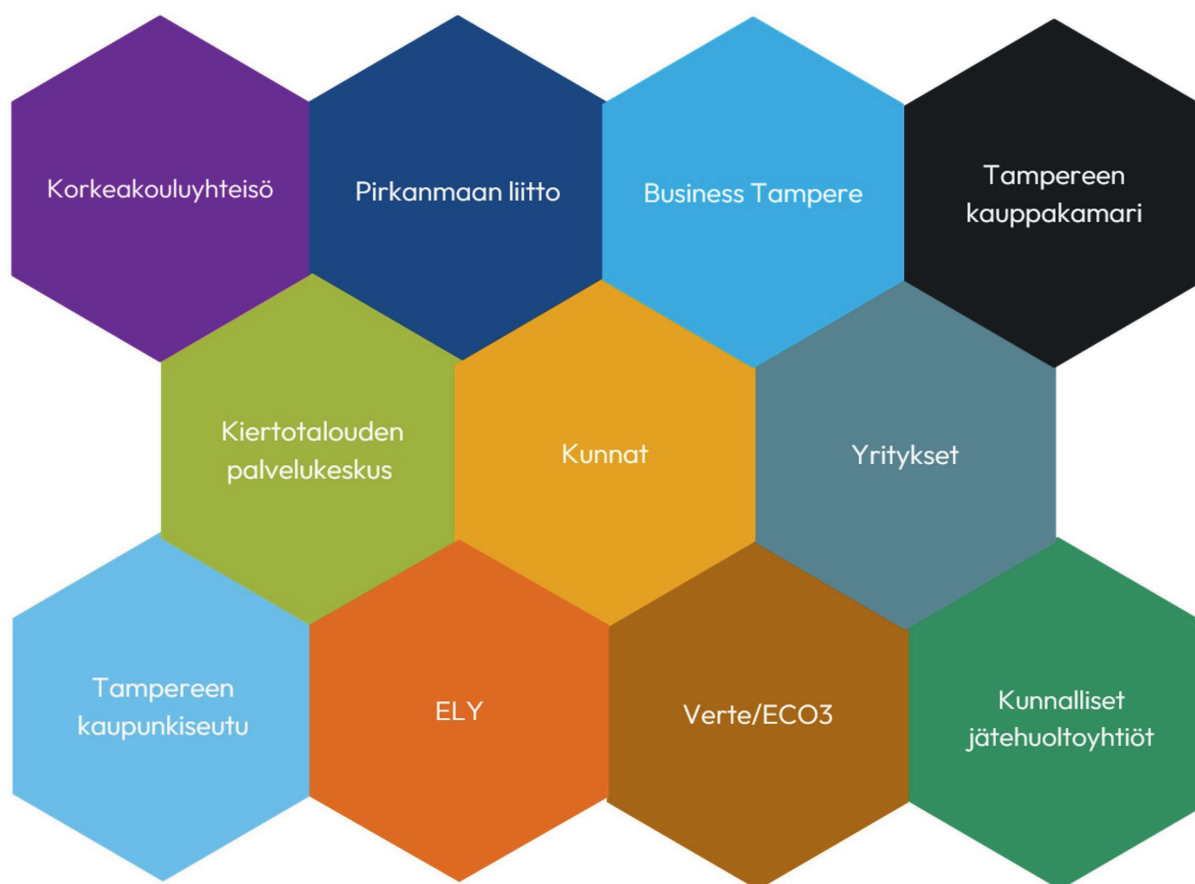 Korkeakouluyhteisö
Pirkanmaan liitto
Business Tampere
Tampereen
kauppakamari
Kiertotalouden
palvelukeskus
Kunnat
Yritykset
Tampereen
kaupunkiseutu
ELY
Verte/ECO3
Kunnalliset
jätehuoltoyhtiöt